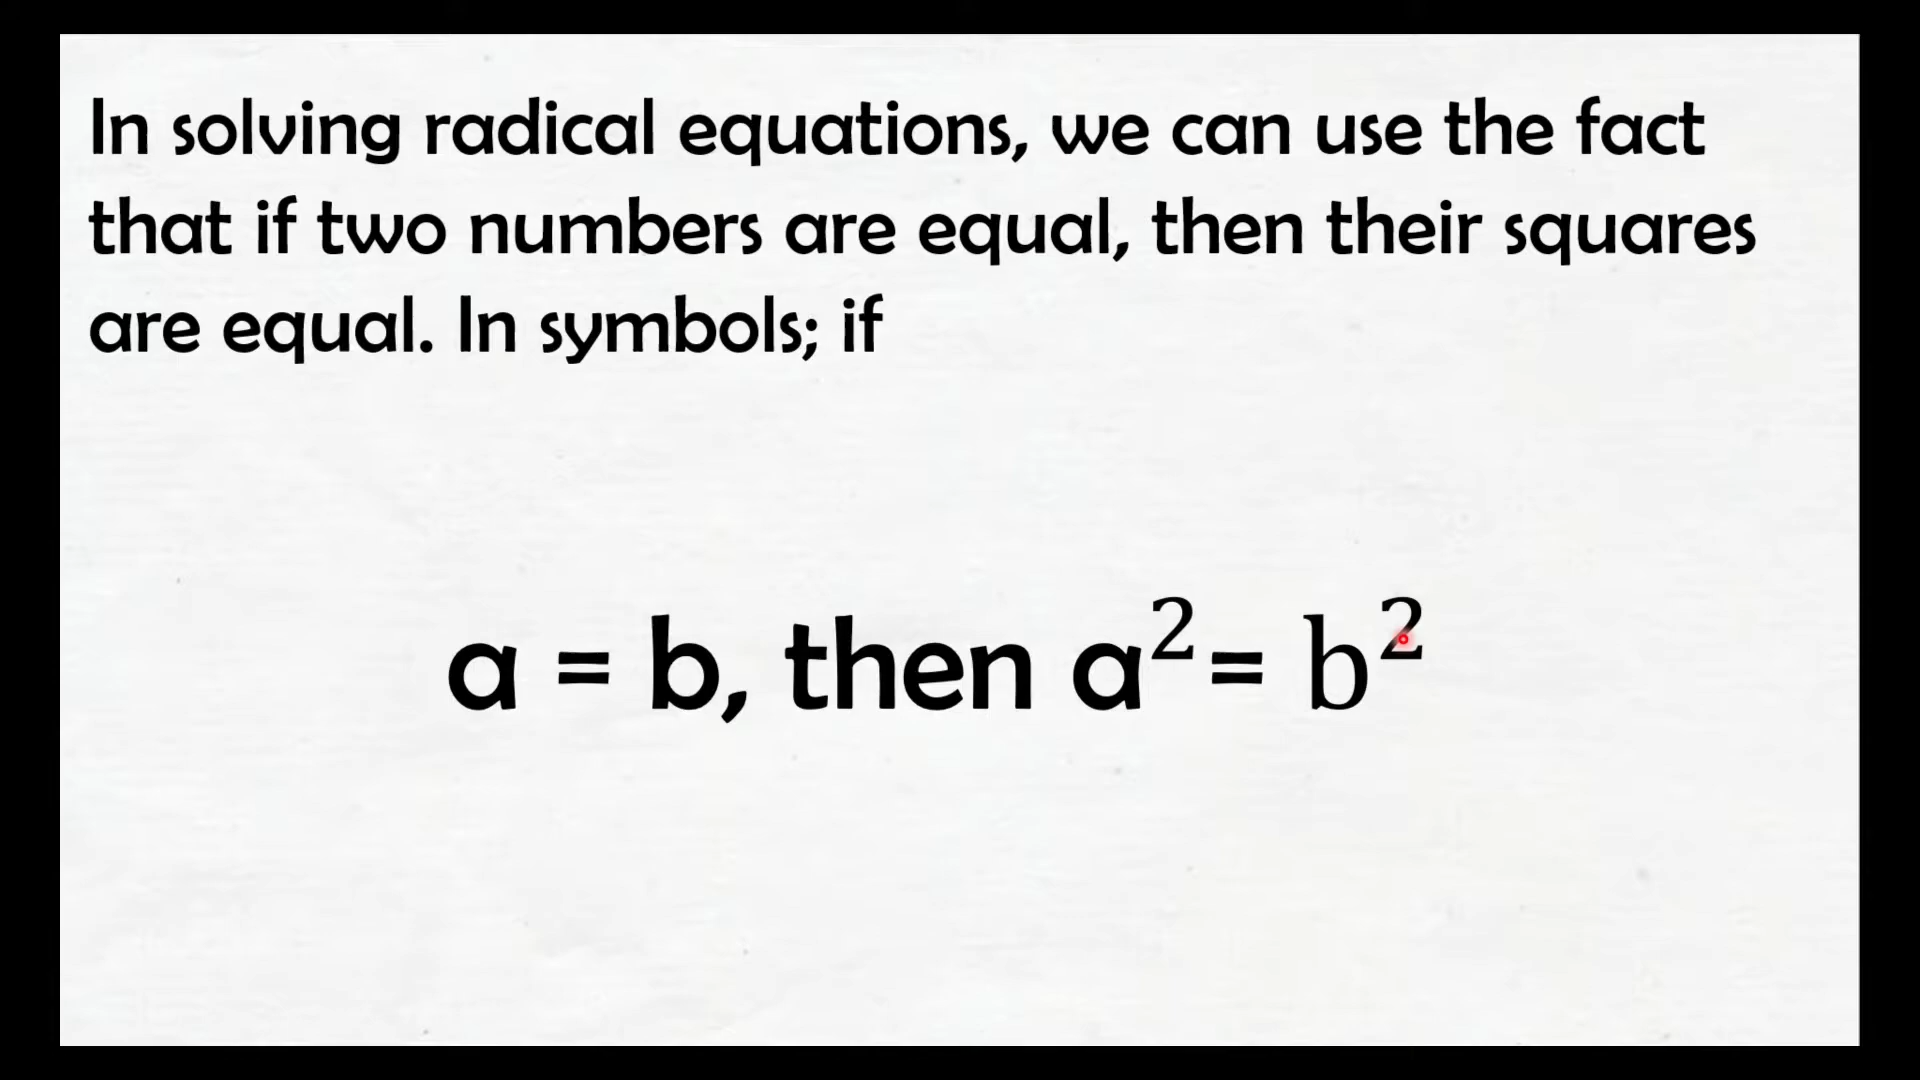 In solving radical equations, we can use the fact
that if two numbers are equal, then their squares
are equal. In symbols; if
a = b, then a²= b²